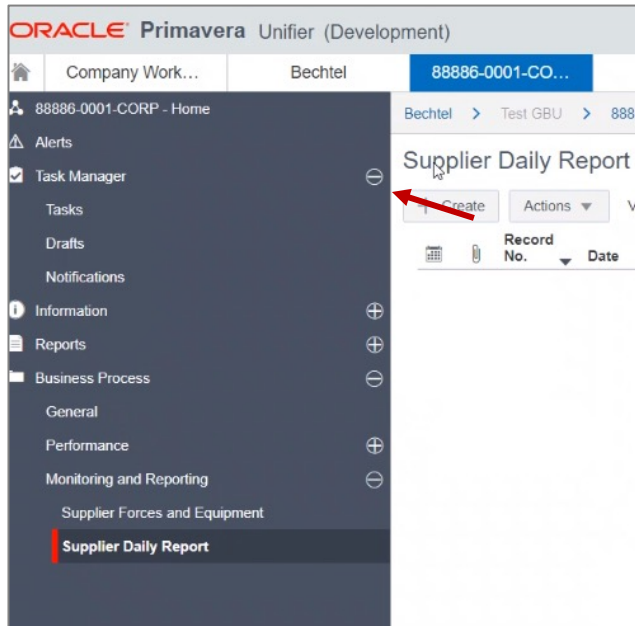 ORACLE Primavera Unifier (Development)
Company Work... Bechtel 88886-0001-CO...
88886-0001-CORP - Home
Alerts
Task Manager
Tasks
Drafts
Notifications
Information
Reports
Business Process
General
Performance
Monitoring and Reporting
Supplier Forces and Equipment
Supplier Daily Report
Bechtel > Test GBU > 888
Supplier Daily Report
+ Create Actions V
Record No. Date